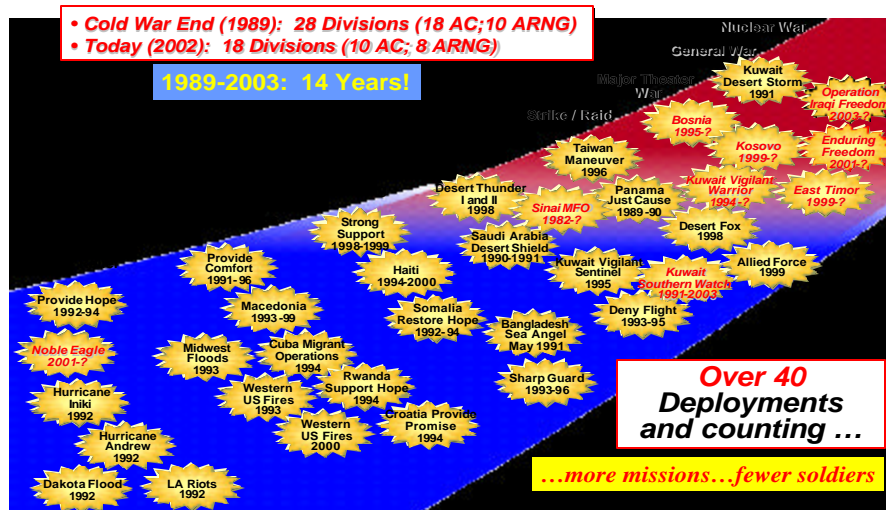 • Cold War End (1989): 28 Divisions (18 AC;10 ARNG)
• Today (2002): 18 Divisions (10 AC; 8 ARNG)
1989-2003: 14 Years!
Nuclear War
General War
Major Theater
War
Strike / Raid
Kuwait
Desert Storm
1991
Operation
Iraqi Freedom
2003-?
Bosnia
1995-?
Kosovo
1999-?
Enduring
Freedom
2001-?
Taiwan
Maneuver
1996
Desert Thunder
I and II
1998
Sinai MFO
1982-?
Panama
Just Cause
1989 -90
Kuwait Vigilant
Warrior
1994 -?
East Timor
1999-?
Strong
Support
1998-1999
Saudi Arabia
Desert Shield
1990-1991
Desert Fox
1998
Provide
Comfort
1991- 96
Haiti
1994-2000
Kuwait Vigilant
Sentinel
1995
Kuwait
Southern Watch
1991-2003
Allied Force
1999
Provide Hope
1992-94
Macedonia
1993 -99
Somalia
Restore Hope
1992- 94
Bangladesh
Sea Angel
May 1991
Deny Flight
1993-95
Noble Eagle
2001-?
Midwest
Floods
1993
Cuba Migrant
Operations
1994
Hurricane
Iniki
1992
Western
US Fires
1993
Rwanda
Support Hope
1994
Sharp Guard
1993-96
Hurricane
Andrew
1992
Western
US Fires
2000
Croatia Provide
Promise
1994
Dakota Flood
1992
LA Riots
1992
Over 40
Deployments
and counting …
…more missions…fewer soldiers